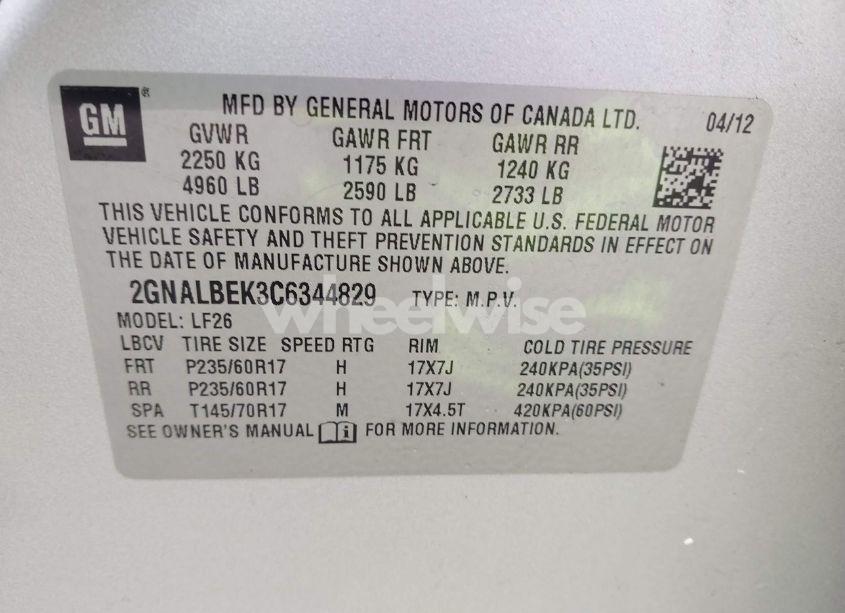 GM® MFD BY GENERAL MOTORS OF CANADA LTD. 04/12
GVWR GAWR FRT GAWR RR
2250 KG 1175 KG 1240 KG
4960 LB 2590 LB 2733 LB
THIS VEHICLE CONFORMS TO ALL APPLICABLE U.S. FEDERAL MOTOR
VEHICLE SAFETY AND THEFT PREVENTION STANDARDS IN EFFECT ON
THE DATE OF MANUFACTURE SHOWN ABOVE.
2GNALBEK3C6344829 TYPE: M.P.V.
wheelwise
MODEL: LF26
LBCV TIRE SIZE SPEED RTG RIM COLD TIRE PRESSURE
FRT P235/60R17 H 17X7J 240KPA(35PSI)
RR P235/60R17 H 17X7J 240KPA(35PSI)
SPA T145/70R17 M 17X4.5T 420KPA(60PSI)
SEE OWNER'S MANUAL i FOR MORE INFORMATION.